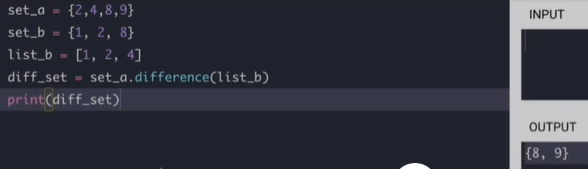 set_a = {2,4,8,9}
set_b = {1, 2, 8}
list_b = [1, 2, 4]
diff_set = set_a.difference(list_b)
print(diff_set)
INPUT
OUTPUT
{8, 9}